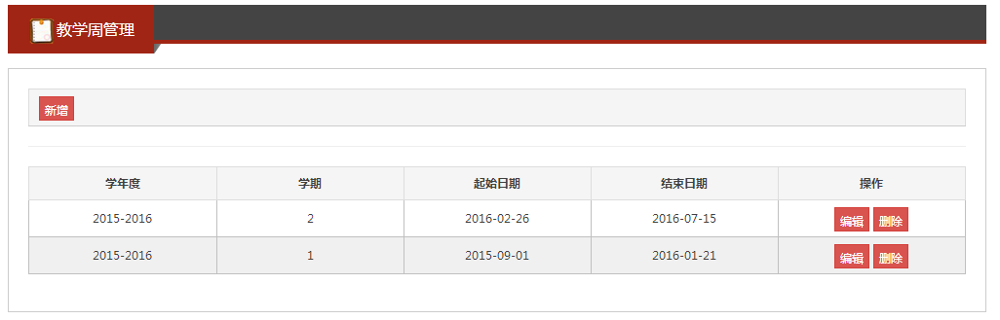 教学周管理
新增
学年度 学期 起始日期 结束日期 操作
2015-2016 2 2016-02-26 2016-07-15 编辑 删除
2015-2016 1 2015-09-01 2016-01-21 编辑 删除